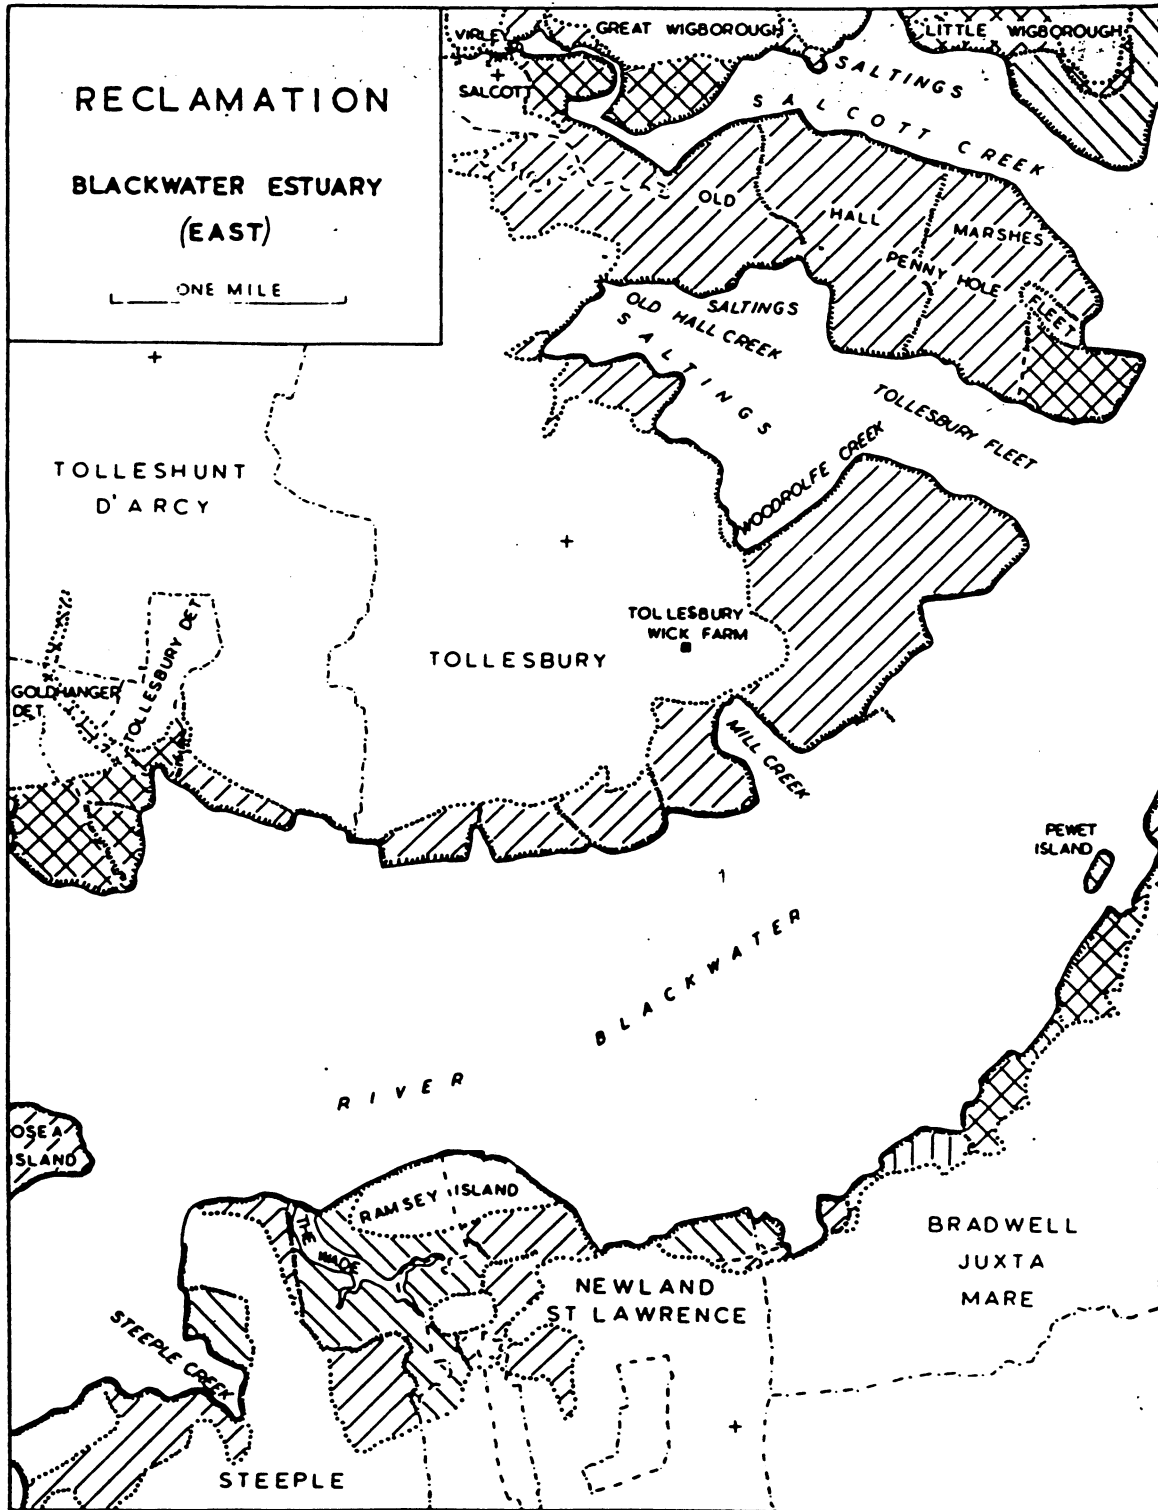 RECLAMATION
BLACKWATER ESTUARY
(EAST)
ONE MILE
VIRLEY
GREAT WIGBOROUGH
LITTLE WIGBOROUGH
SALCOTT
SALTINGS
SALCOTT CREEK
OLD HALL MARSHES
PENNY HOLE
FLEET
SALTINGS
OLD HALL CREEK
SALTINGS
TOLLESBURY FLEET
WOODROLFE CREEK
TOLLESHUNT
D'ARCY
TOLLESBURY
WICK FARM
TOLLESBURY
TOLLESBURY DET
GOLDHANGER
DET
MILL CREEK
PEWET
ISLAND
RIVER BLACKWATER
OSEA
ISLAND
RAMSEY ISLAND
THE WADE
STEEPLE CREEK
NEWLAND
ST LAWRENCE
BRADWELL
JUXTA
MARE
STEEPLE